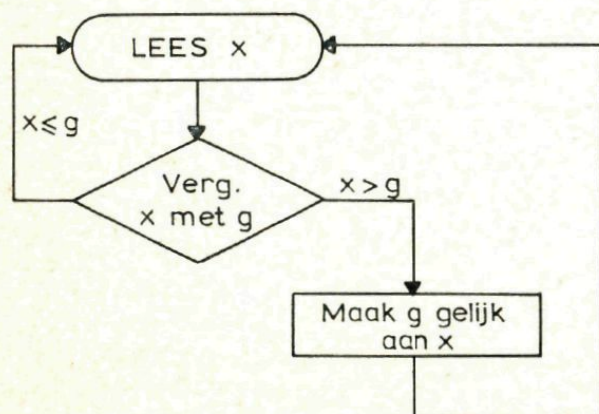 LEES x
x≤g
Verg.
x met g
x>g
Maak g gelijk
aan x